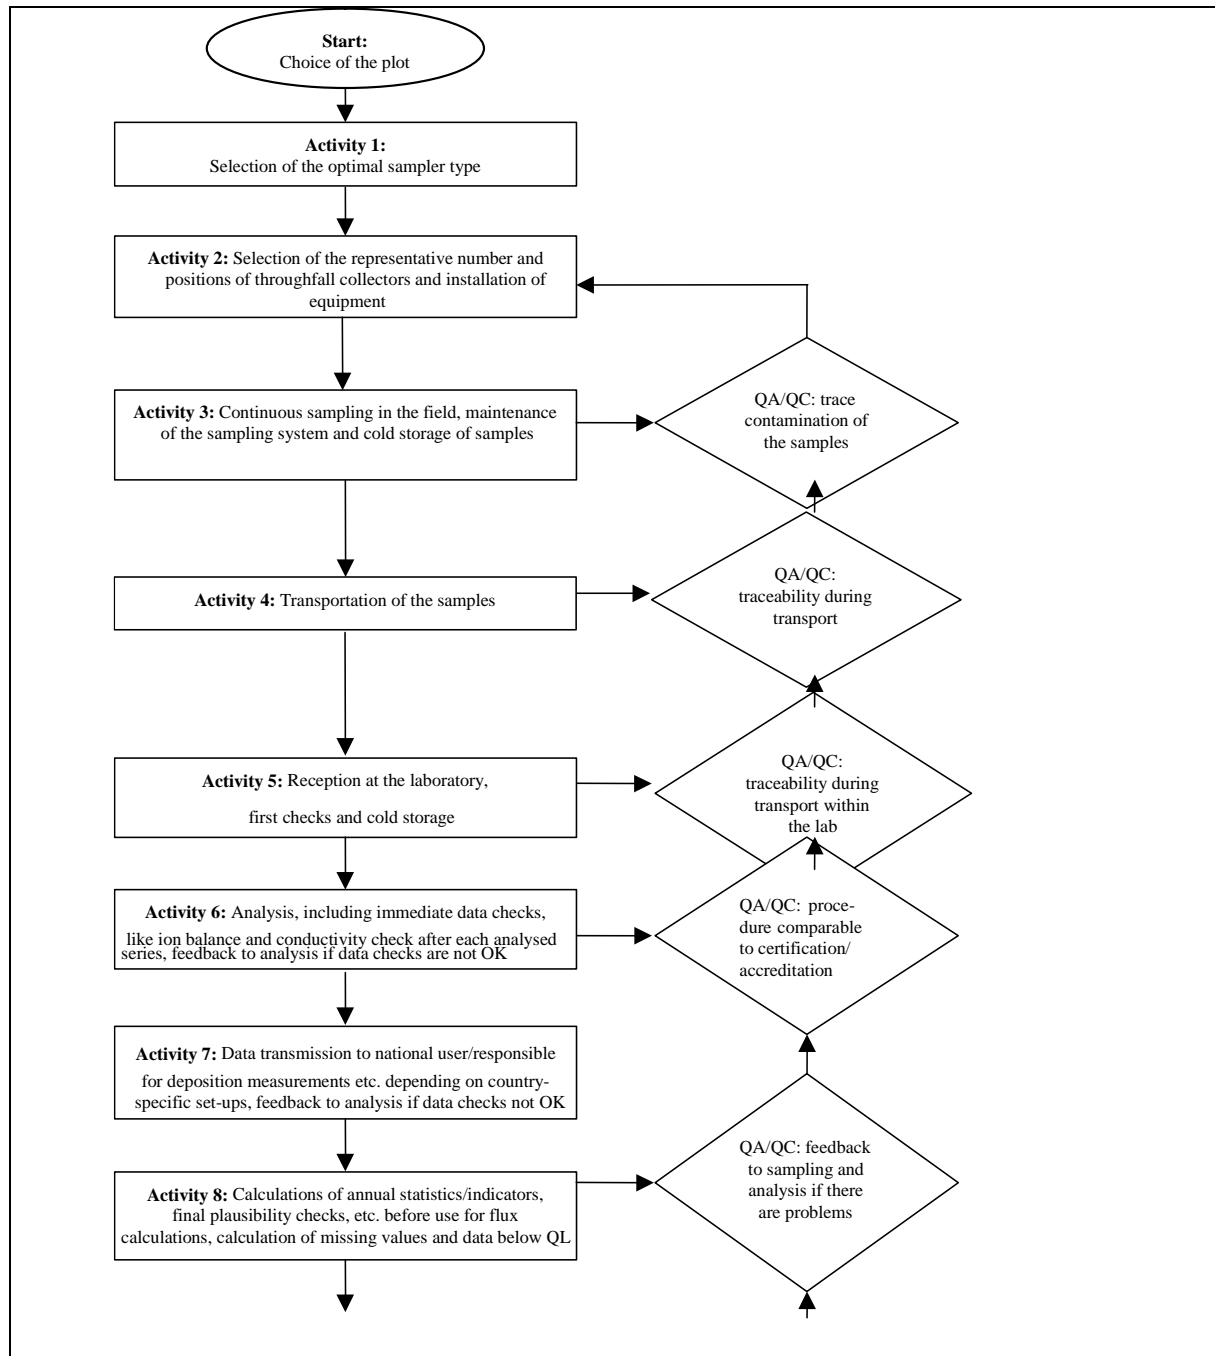 Start:
Choice of the plot
Activity 1:
Selection of the optimal sampler type
Activity 2: Selection of the representative number and
positions of throughfall collectors and installation of
equipment
Activity 3: Continuous sampling in the field, maintenance
of the sampling system and cold storage of samples
QA/QC: trace
contamination of
the samples
Activity 4: Transportation of the samples
QA/QC:
traceability during
transport
Activity 5: Reception at the laboratory,
first checks and cold storage
QA/QC:
traceability during
transport within
the lab
Activity 6: Analysis, including immediate data checks,
like ion balance and conductivity check after each analysed
series, feedback to analysis if data checks are not OK
QA/QC: proce-
dure comparable
to certification/
accreditation
Activity 7: Data transmission to national user/responsible
for deposition measurements etc. depending on country-
specific set-ups, feedback to analysis if data checks not OK
Activity 8: Calculations of annual statistics/indicators,
final plausibility checks, etc. before use for flux
calculations, calculation of missing values and data below QL
QA/QC: feedback
to sampling and
analysis if there
are problems